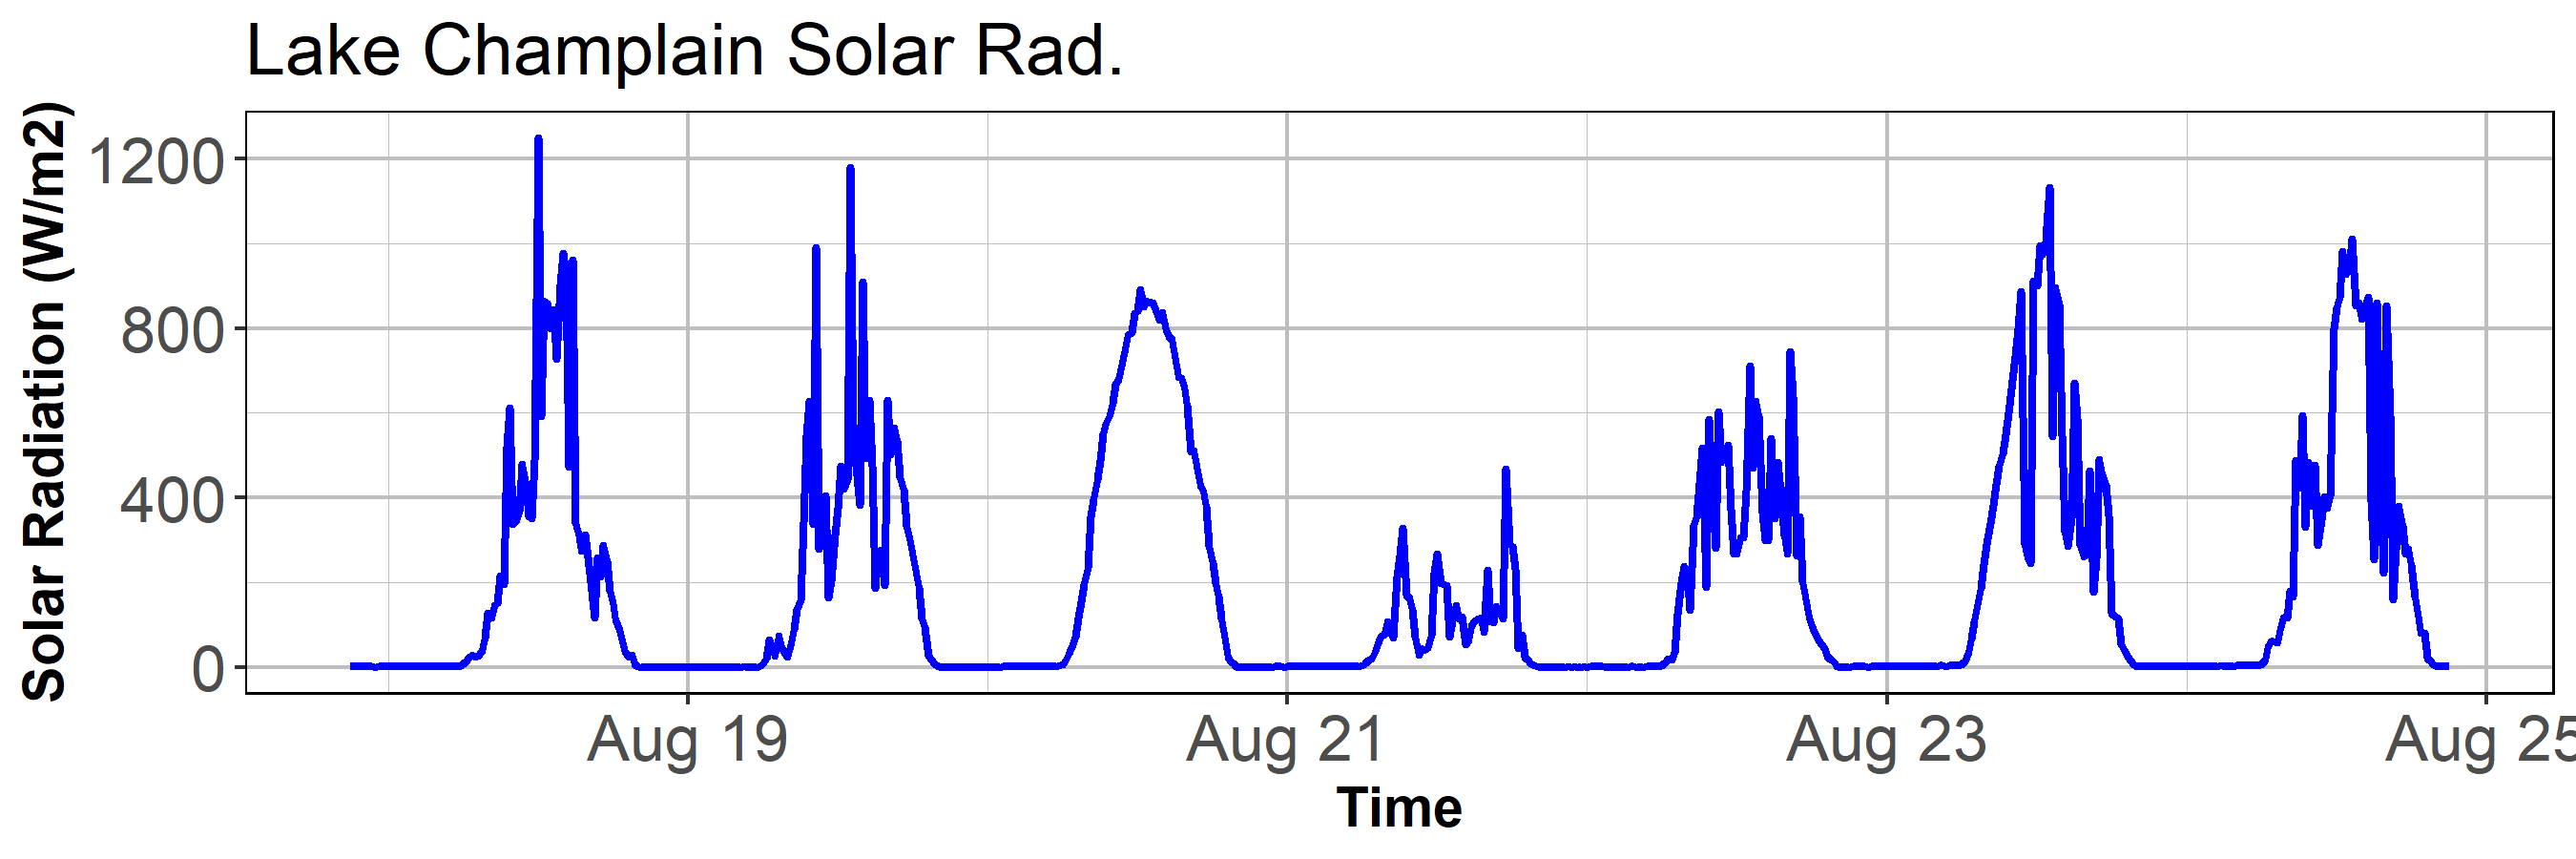 Lake Champlain Solar Rad.
Solar Radiation (W/m2)
1200
800
400
0
Aug 19 Aug 21 Aug 23 Aug 25
Time